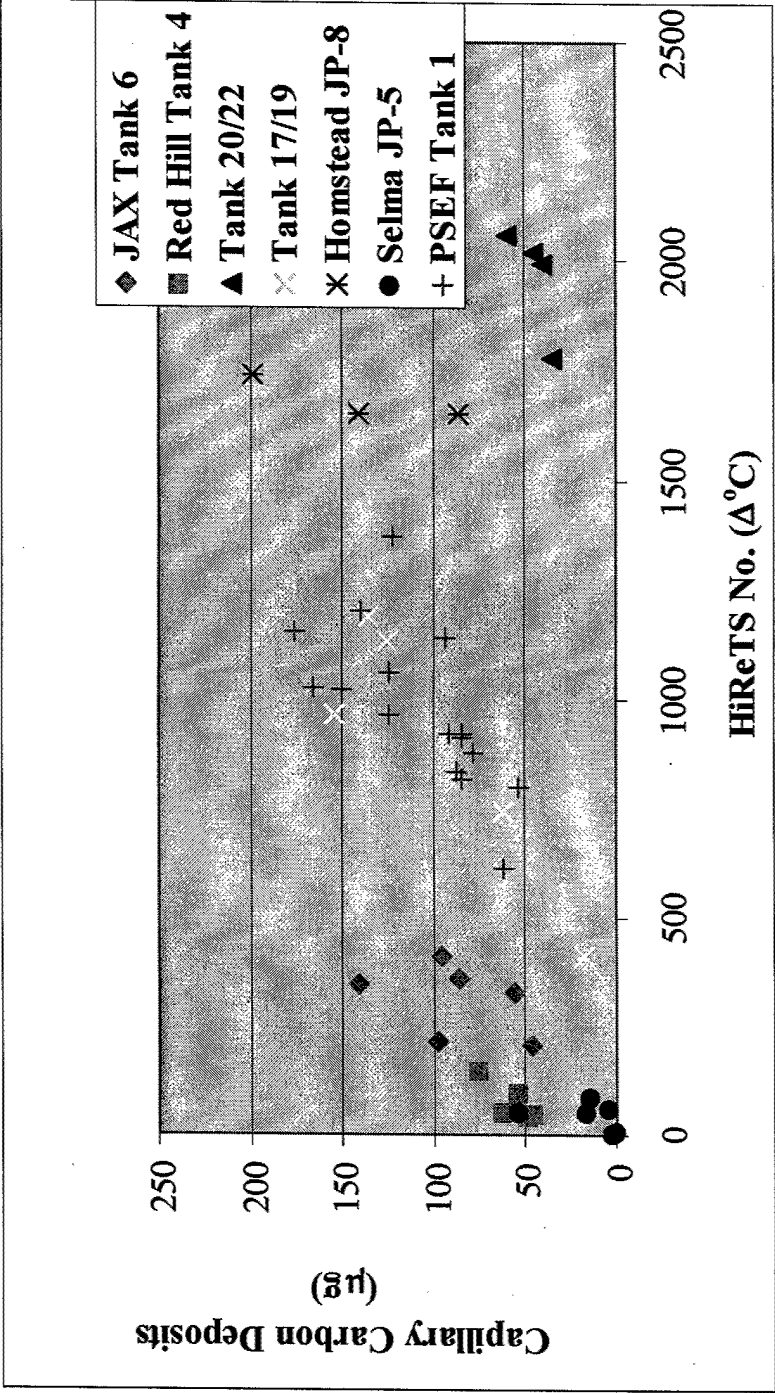 Capillary Carbon Deposits
(µg)
250
200
150
100
50
0
0
500
1000
1500
2000
2500
HiReTS No. (Δ°C)
JAX Tank 6
Red Hill Tank 4
Tank 20/22
Tank 17/19
Homstead JP-8
Selma JP-5
PSEF Tank 1